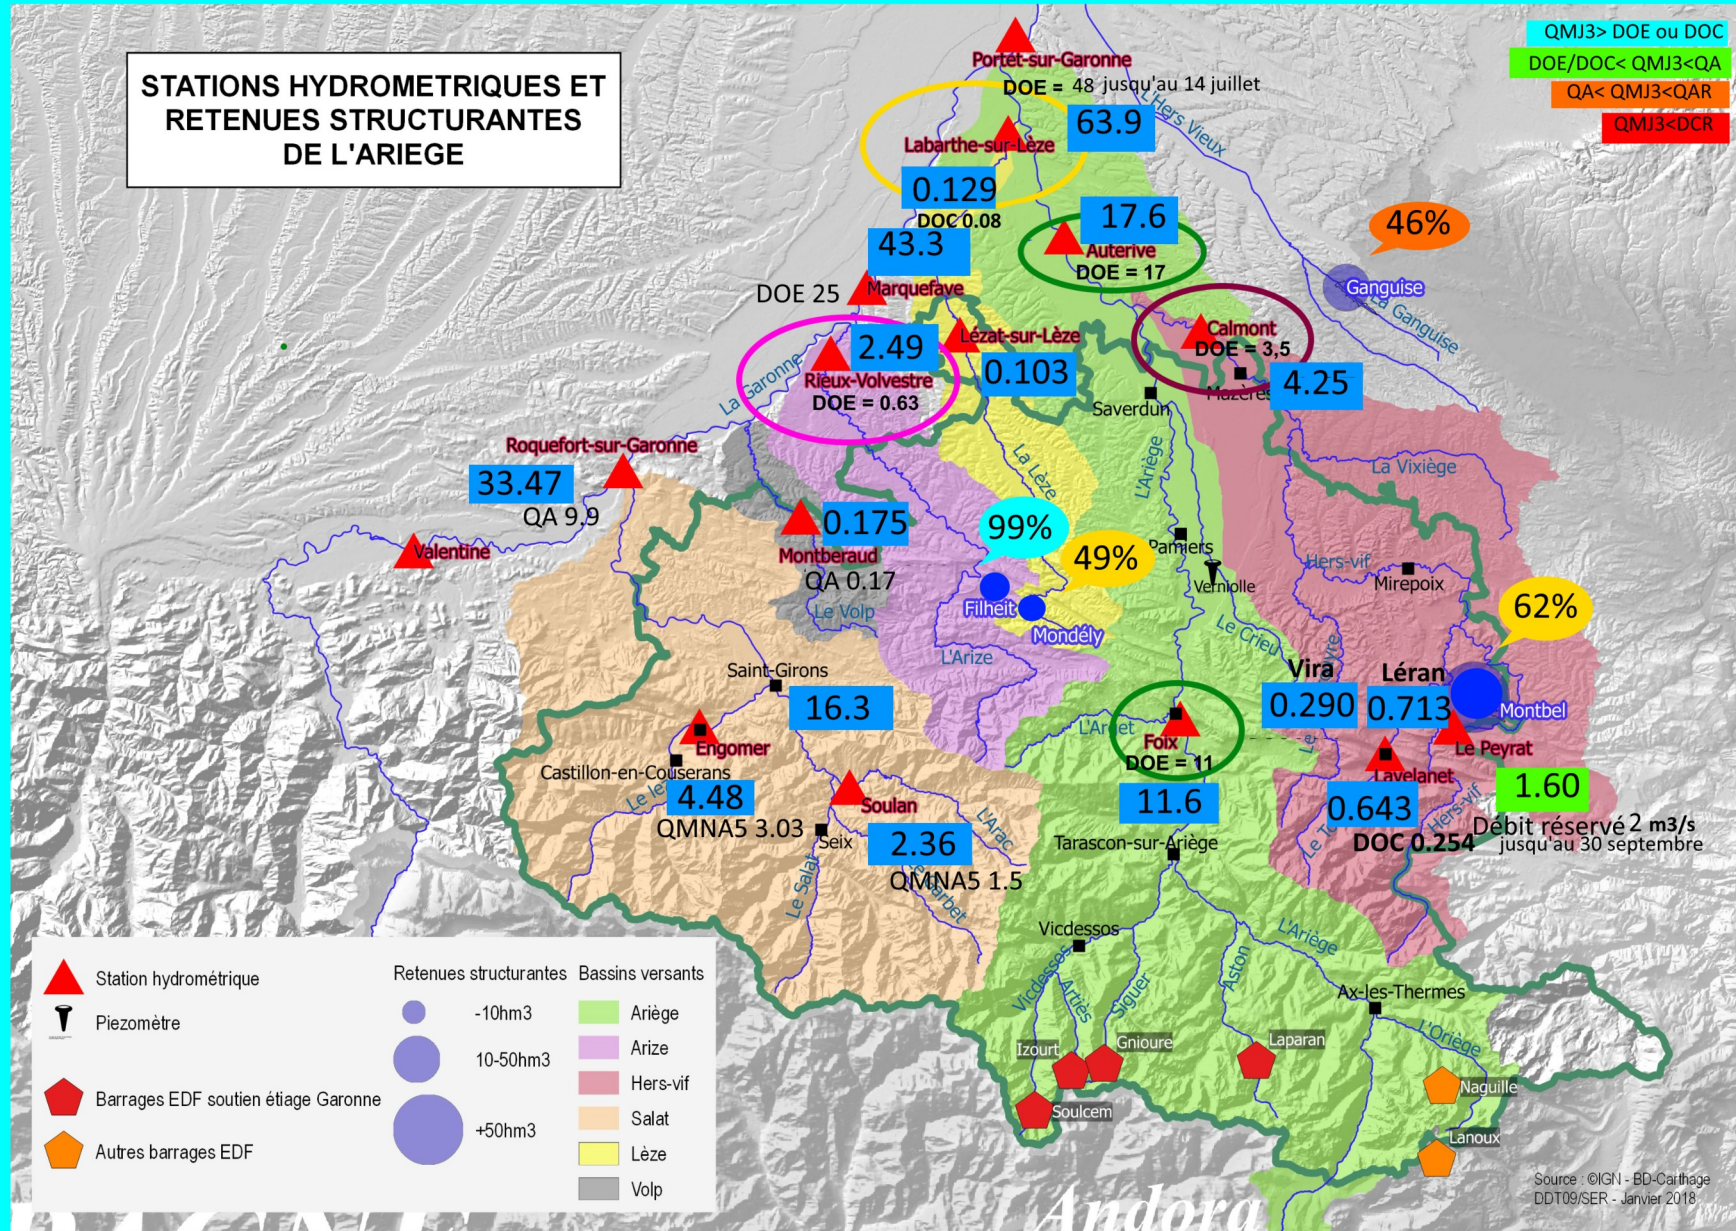 STATIONS HYDROMETRIQUES ET
RETENUES STRUCTURANTES
DE L'ARIEGE
QMJ3> DOE ou DOC
DOE/DOC< QMJ3<QA
QA< QMJ3<QAR
QMJ3<DCR
Portet-sur-Garonne
DOE = 48 jusqu'au 14 juillet
63.9
L'Hers Vieux
Labarthe-sur-Lèze
0.129
DOC 0.08
17.6
Auterive
DOE = 17
46%
Ganguise
La Ganguise
43.3
DOE 25
Marquefave
Calmont
DOE = 3,5
4.25
Mazères
Lézat-sur-Lèze
0.103
2.49
Rieux-Volvestre
DOE = 0.63
La Garonne
Saverdun
Roquefort-sur-Garonne
33.47
QA 9.9
La Lèze
L'Ariège
La Vixiège
Valentine
0.175
Montberaud
QA 0.17
Le Volp
99%
49%
Filheit
Mondély
L'Arize
Pamiers
Verniolle
Le Crieu
Hers-vif
Mirepoix
62%
Vira
0.290
Léran
0.713
Montbel
Le Peyrat
Saint-Girons
16.3
Engomer
Castillon-en-Couserans
4.48
QMNA5 3.03
Soulan
2.36
QMNA5 1.5
L'Arac
Seix
Le Salat
L'Arget
Foix
DOE = 11
11.6
Tarascon-sur-Ariège
Lavelanet
0.643
DOC 0.254
Hers-vif
1.60
Débit réservé 2 m3/s
jusqu'au 30 septembre
Vicdessos
Vicdessos
Artiès
Siguer
Aston
L'Ariège
Ax-les-Thermes
L'Oriège
Izourt
Gnioure
Laparan
Soulcem
Naguille
Lanoux
Andora
Station hydrométrique
Piezomètre
Barrages EDF soutien étiage Garonne
Autres barrages EDF
Retenues structurantes
-10hm3
10-50hm3
+50hm3
Bassins versants
Ariège
Arize
Hers-vif
Salat
Lèze
Volp
Source : ©IGN - BD-Carthage
DDT09/SER - Janvier 2018